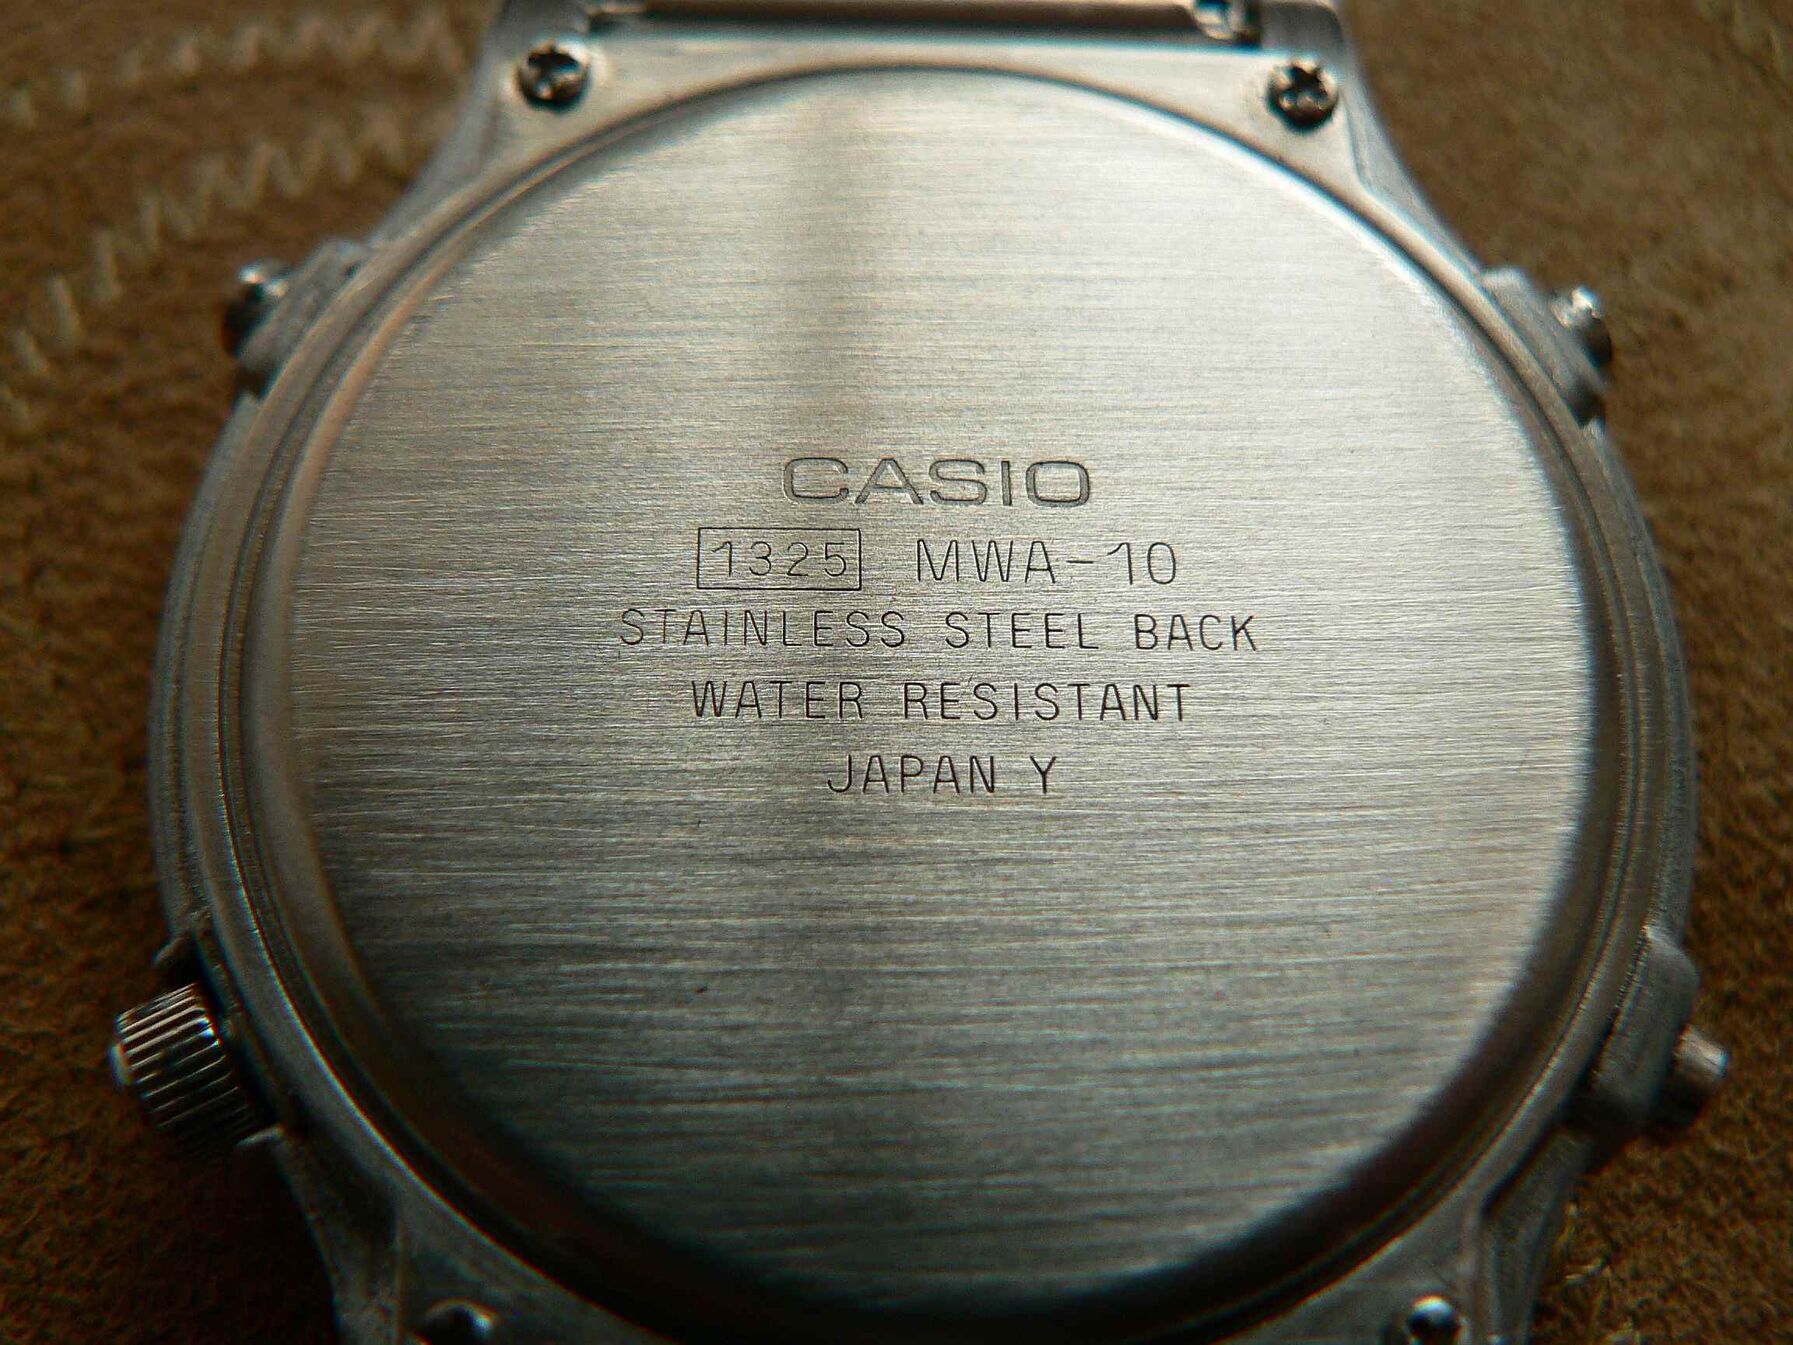 CASIO
1325 MWA-10
STAINLESS STEEL BACK
WATER RESISTANT
JAPAN Y